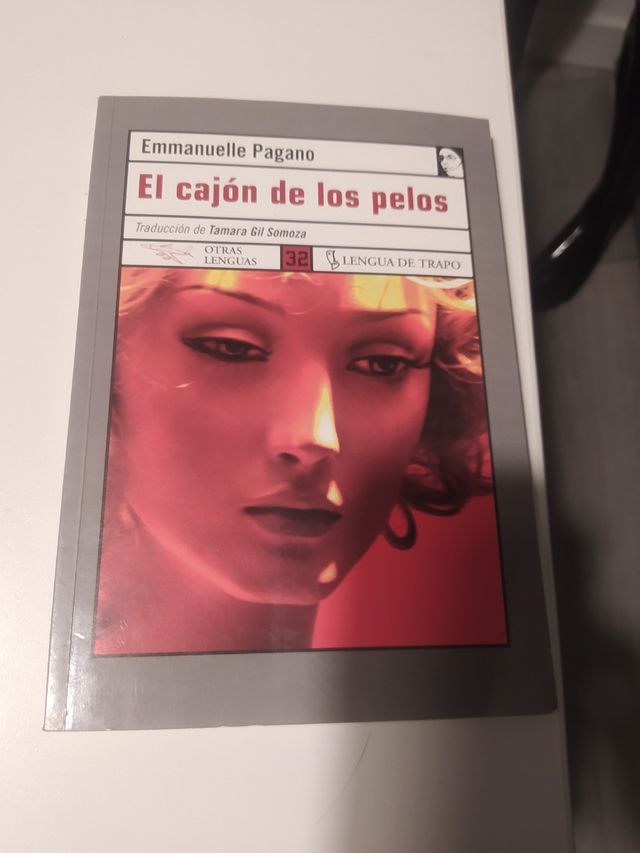 Emmanuelle Pagano
El cajón de los pelos
Traducción de Tamara Gil Somoza
OTRAS
LENGUAS
32
LENGUA DE TRAPO